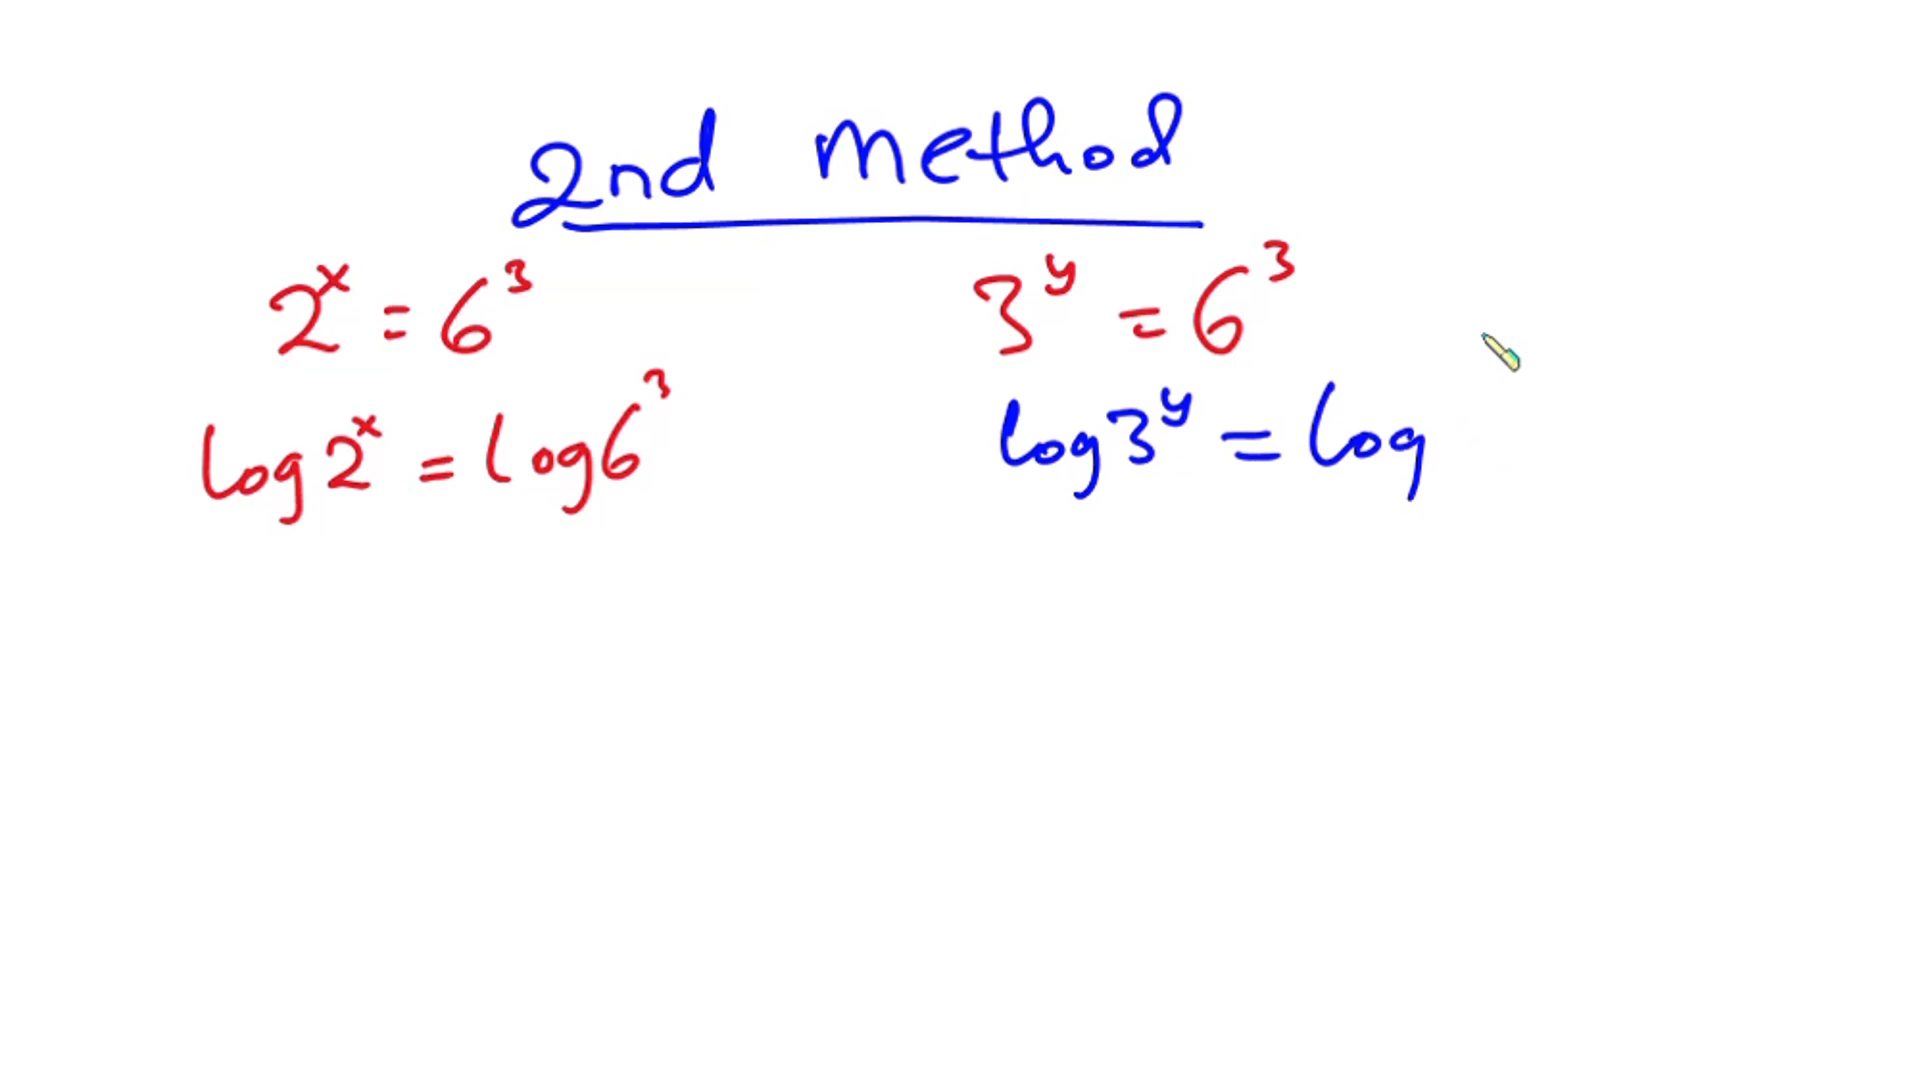 2nd method
2^x = 6^3
3^y = 6^3
log 2^x = log 6^3
log 3^y = log